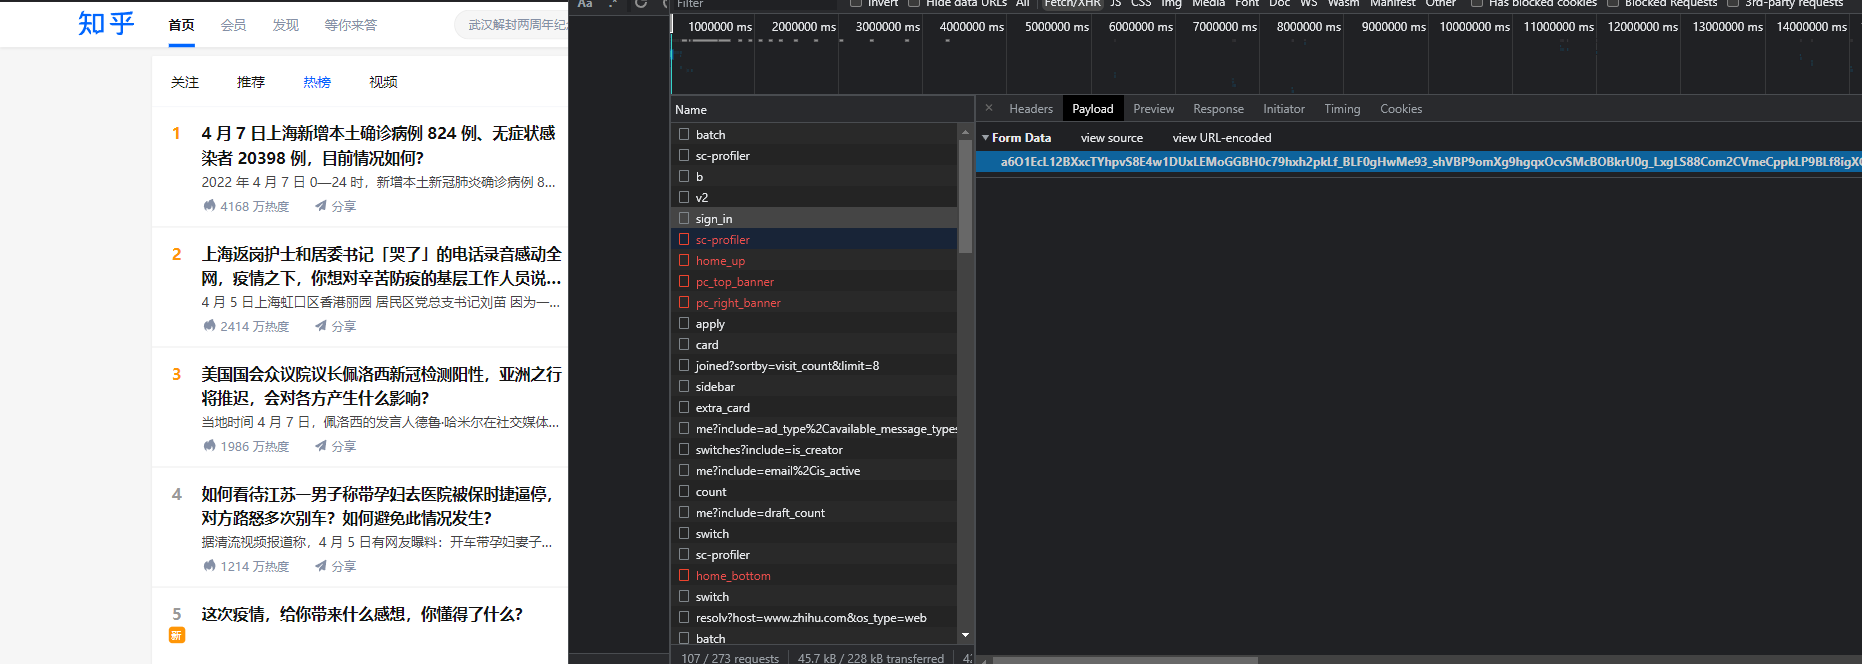 知乎
首页 会员 发现 等你来答
武汉解封两周年纪
关注 推荐 热榜 视频
1
4 月 7 日上海新增本土确诊病例 824 例、无症状感
染者 20398 例，目前情况如何？
2022 年 4 月 7 日 0—24 时，新增本土新冠肺炎确诊病例 8...
4168 万热度 分享
2
上海返岗护士和居委书记「哭了」的电话录音感动全
网，疫情之下，你想对辛苦防疫的基层工作人员说...
4 月 5 日上海虹口区香港丽园 居民区党总支书记刘苗 因为一...
2414 万热度 分享
3
美国国会众议院议长佩洛西新冠检测阳性，亚洲之行
将推迟，会对各方产生什么影响？
当地时间 4 月 7 日，佩洛西的发言人德鲁·哈米尔在社交媒体...
1986 万热度 分享
4
如何看待江苏一男子称带孕妇去医院被保时捷逼停，
对方路怒多次别车？如何避免此情况发生？
据清流视频报道称，4 月 5 日有网友曝料：开车带孕妇妻子...
1214 万热度 分享
5
新
这次疫情，给你带来什么感想，你懂得了什么？
Aa .*
Filter
Invert Hide data URLs All Fetch/XHR JS CSS Img Media Font Doc WS Wasm Manifest Other Has blocked cookies Blocked Requests 3rd-party requests
1000000 ms 2000000 ms 3000000 ms 4000000 ms 5000000 ms 6000000 ms 7000000 ms 8000000 ms 9000000 ms 10000000 ms 11000000 ms 12000000 ms 13000000 ms 14000000 ms
Name
batch
sc-profiler
b
v2
sign_in
sc-profiler
home_up
pc_top_banner
pc_right_banner
apply
card
joined?sortby=visit_count&limit=8
sidebar
extra_card
me?include=ad_type%2Cavailable_message_types
switches?include=is_creator
me?include=email%2Cis_active
count
me?include=draft_count
switch
sc-profiler
home_bottom
switch
resolv?host=www.zhihu.com&os_type=web
batch
107 / 273 requests 45.7 kB / 228 kB transferred
× Headers Payload Preview Response Initiator Timing Cookies
Form Data view source view URL-encoded
a6O1EcL12BXxcTYhpvS8E4w1DUxLEMoGGBH0c79hxh2pkLf_BLF0gHwMe93_shVBP9omXg9hgqxOcvSMcBOBkrU0g_LxgLS88Com2CVmeCppkLP9BLf8igX